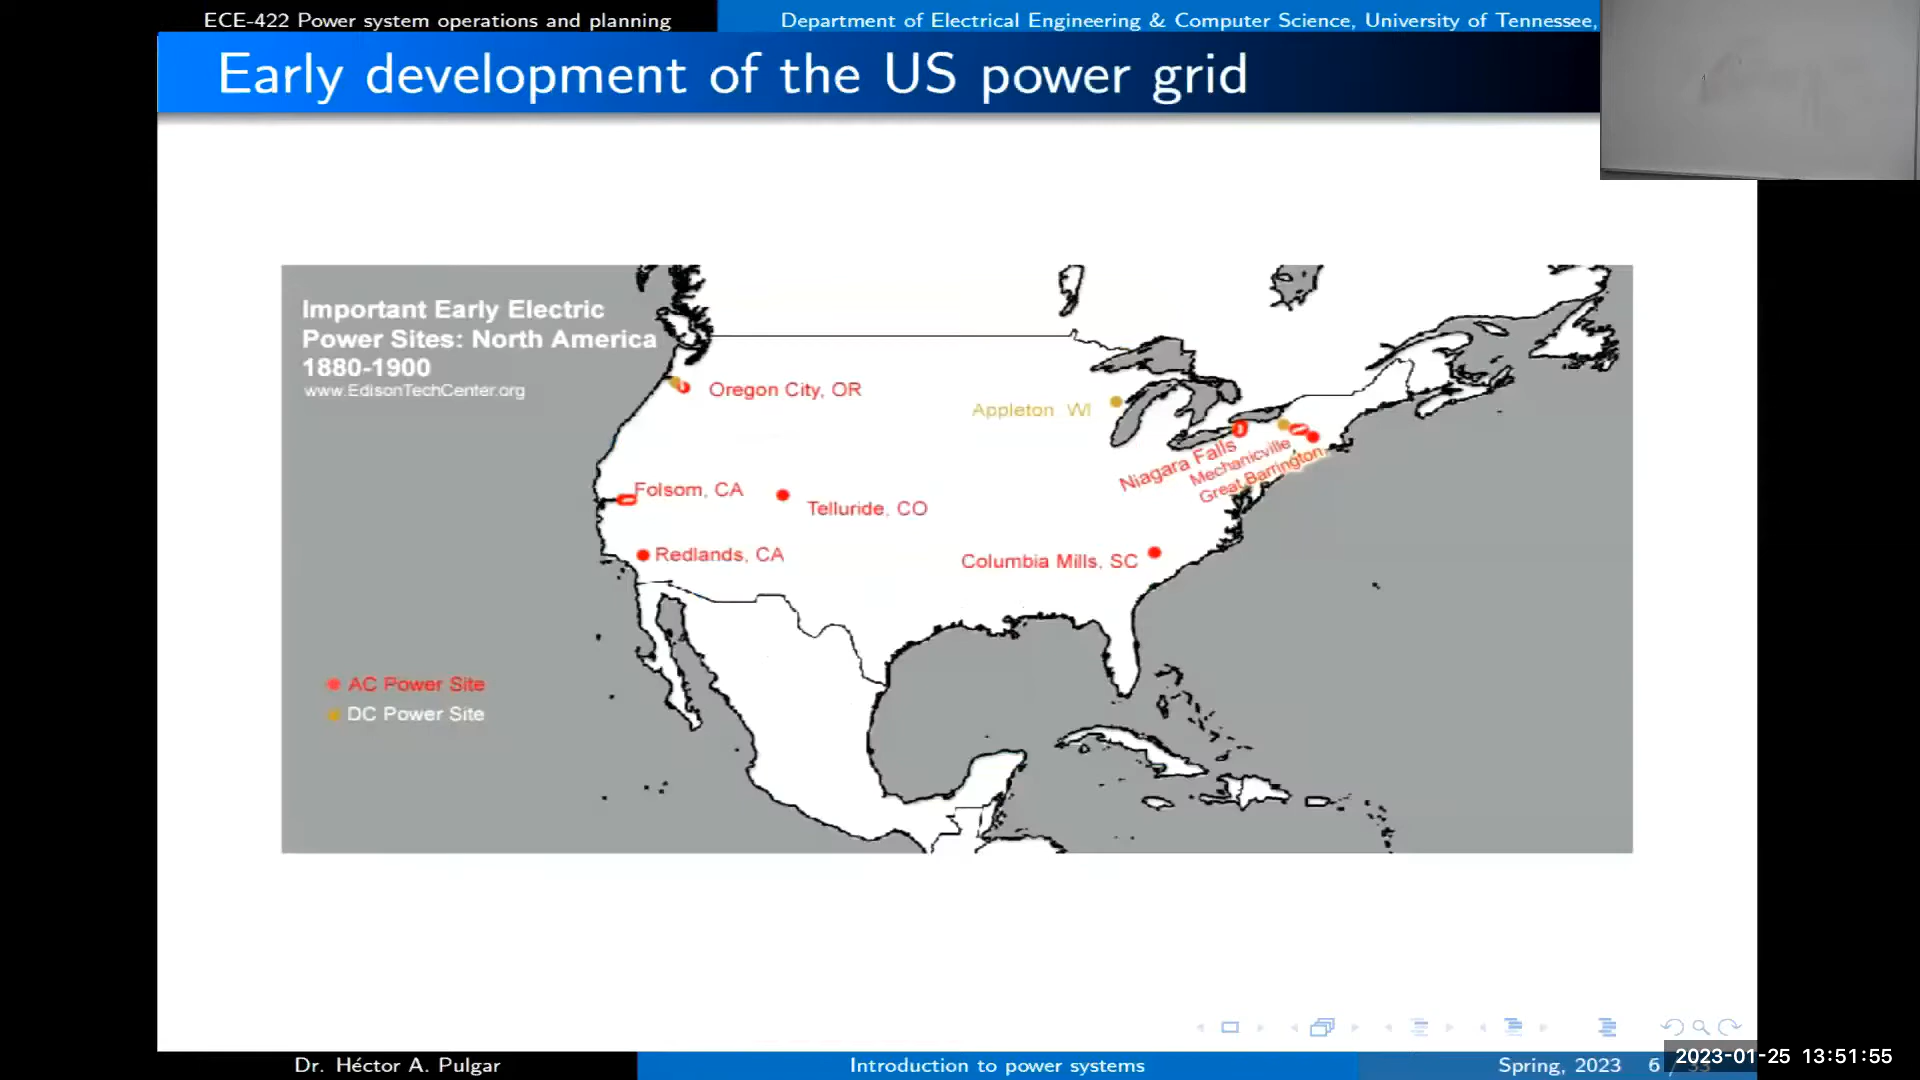 ECE-422 Power system operations and planning
Department of Electrical Engineering & Computer Science, University of Tennessee,
Early development of the US power grid
Important Early Electric
Power Sites: North America
1880-1900
www.EdisonTechCenter.org
Oregon City, OR
Appleton WI
Niagara Falls
Mechanicville
Great Barrington
Folsom, CA
Telluride, CO
Redlands, CA
Columbia Mills, SC
AC Power Site
DC Power Site
Dr. Héctor A. Pulgar
Introduction to power systems
Spring, 2023
6 / 33
2023-01-25 13:51:55